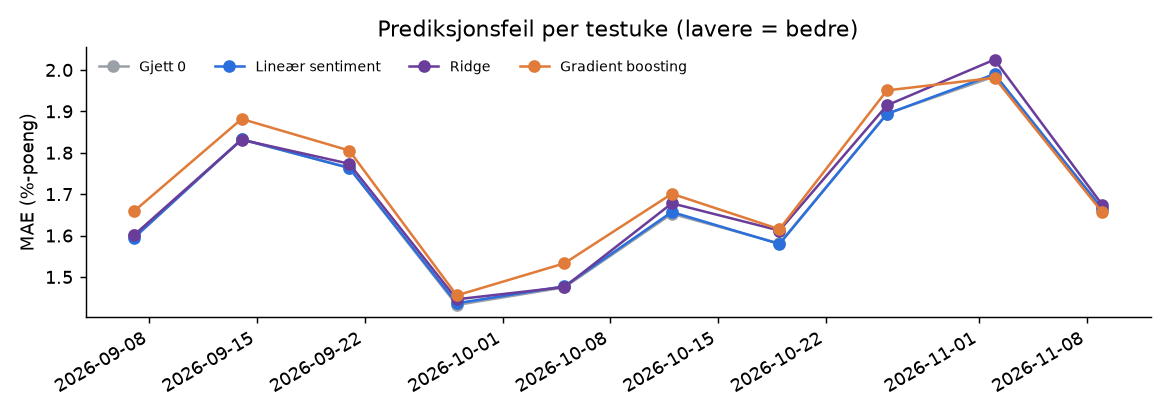 Prediksjonsfeil per testuke (lavere = bedre)
Gjett 0 Lineær sentiment Ridge Gradient boosting
MAE (%-poeng)
2.0
1.9
1.8
1.7
1.6
1.5
2026-09-08 2026-09-15 2026-09-22 2026-10-01 2026-10-08 2026-10-15 2026-10-22 2026-11-01 2026-11-08